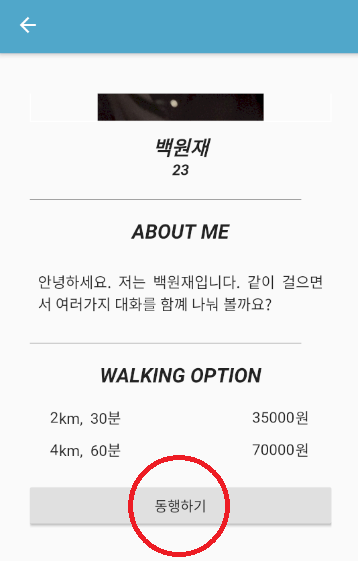 백원재
23
ABOUT ME
안녕하세요. 저는 백원재입니다. 같이 걸으면
서 여러가지 대화를 함꼐 나눠 볼까요?
WALKING OPTION
2km, 30분 35000원
4km, 60분 70000원
동행하기